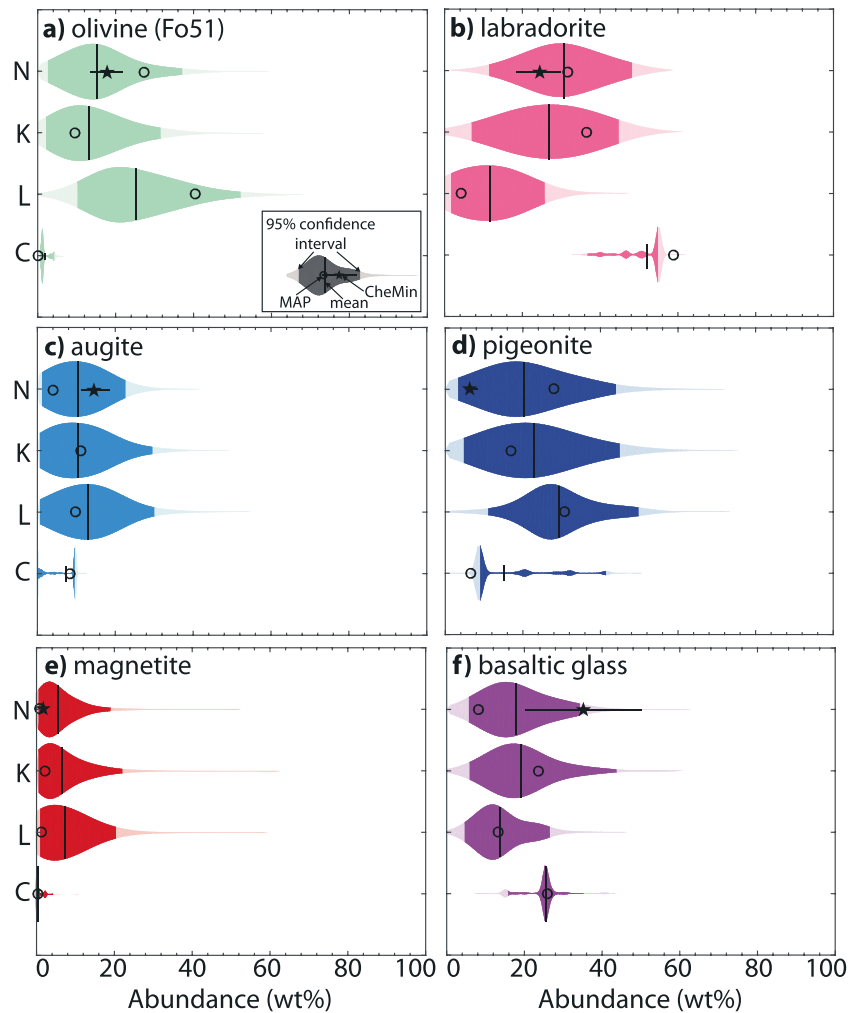 a) olivine (Fo51)
N
K
L
C
95% confidence
interval
MAP
mean
CheMin
b) labradorite
c) augite
N
K
L
C
d) pigeonite
e) magnetite
N
K
L
C
0 20 40 60 80 100
Abundance (wt%)
f) basaltic glass
0 20 40 60 80 100
Abundance (wt%)